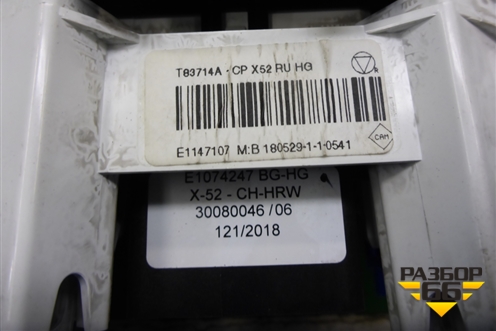 T83714A - CP X52 RU HG
R
E1147107 M:B 180529-1-1-0541
CAM
E1074247 BG-HG
X-52 - CH-HRW
30080046 / 06
121/2018
РАЗБОР
66